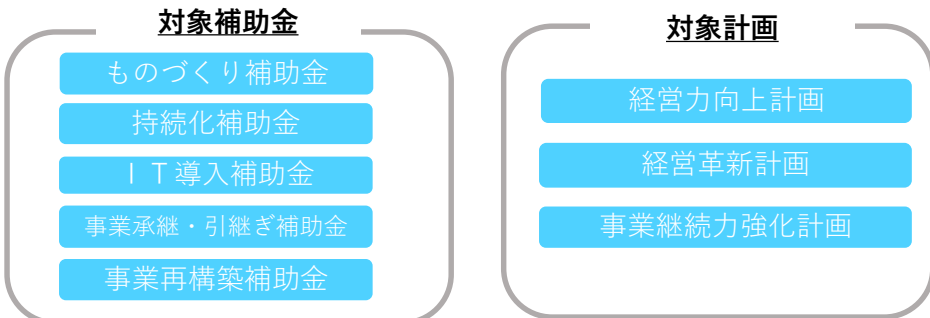 対象補助金
ものづくり補助金
持続化補助金
ＩＴ導入補助金
事業承継・引継ぎ補助金
事業再構築補助金
対象計画
経営力向上計画
経営革新計画
事業継続力強化計画